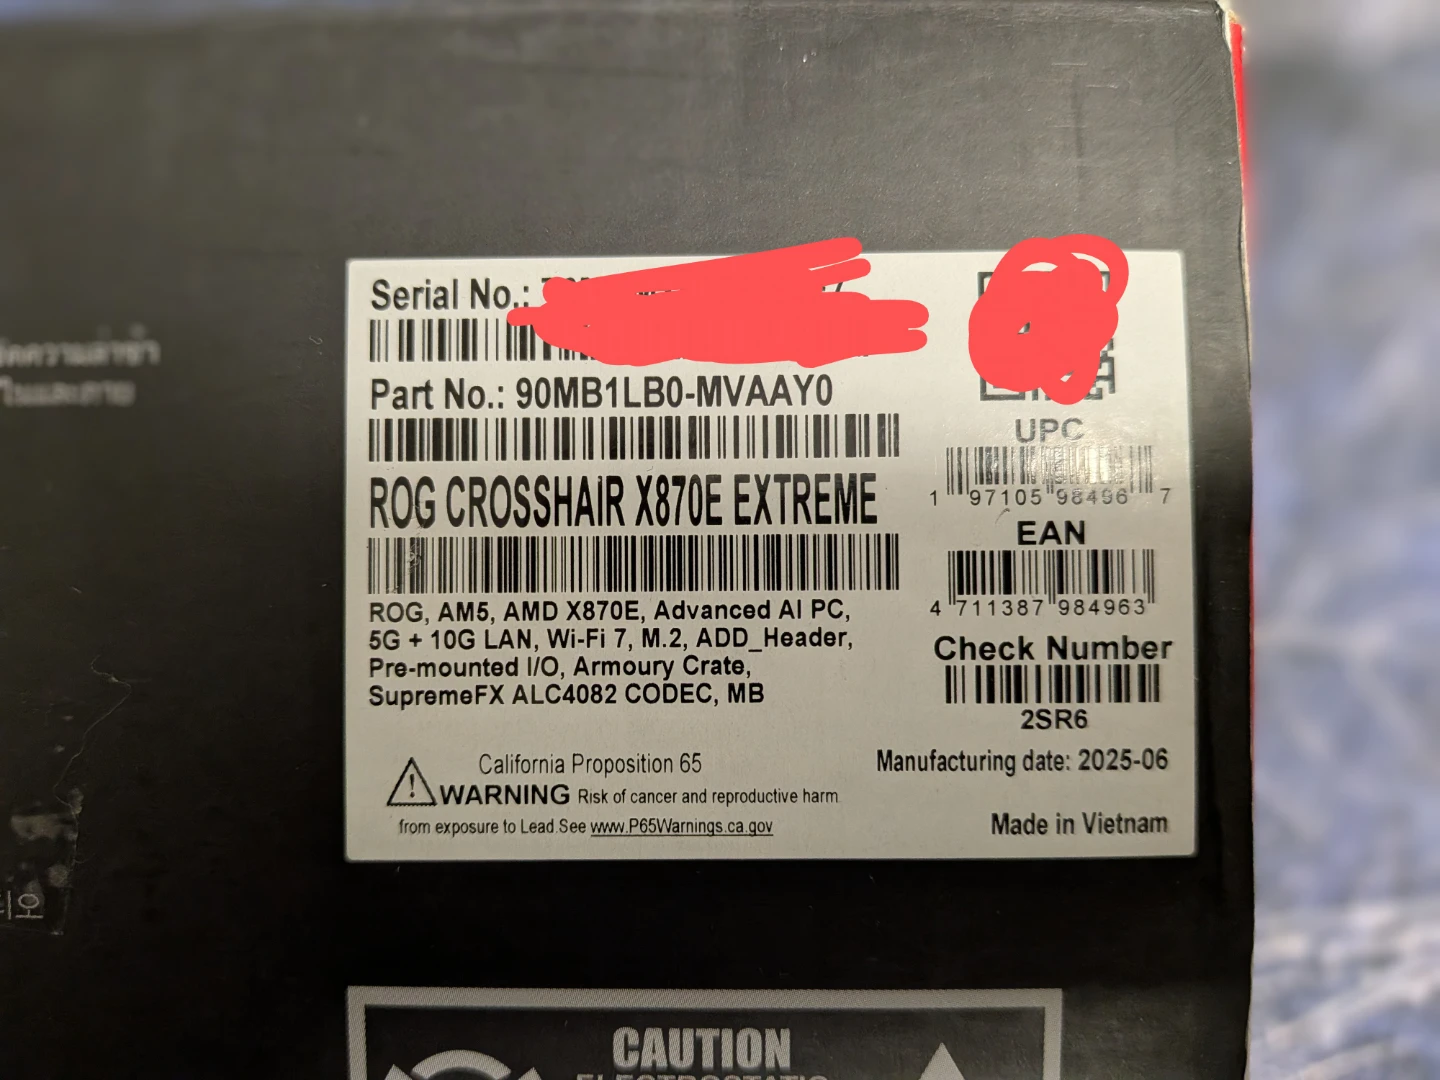 Serial No.:
Part No.: 90MB1LB0-MVAAY0
ROG CROSSHAIR X870E EXTREME
ROG, AM5, AMD X870E, Advanced AI PC,
5G + 10G LAN, Wi-Fi 7, M.2, ADD_Header,
Pre-mounted I/O, Armoury Crate,
SupremeFX ALC4082 CODEC, MB
California Proposition 65
WARNING Risk of cancer and reproductive harm
from exposure to Lead.See www.P65Warnings.ca.gov
UPC
1 97105 98496 7
EAN
4 711387 984963
Check Number
2SR6
Manufacturing date: 2025-06
Made in Vietnam
CAUTION
ELECTROSTATIC